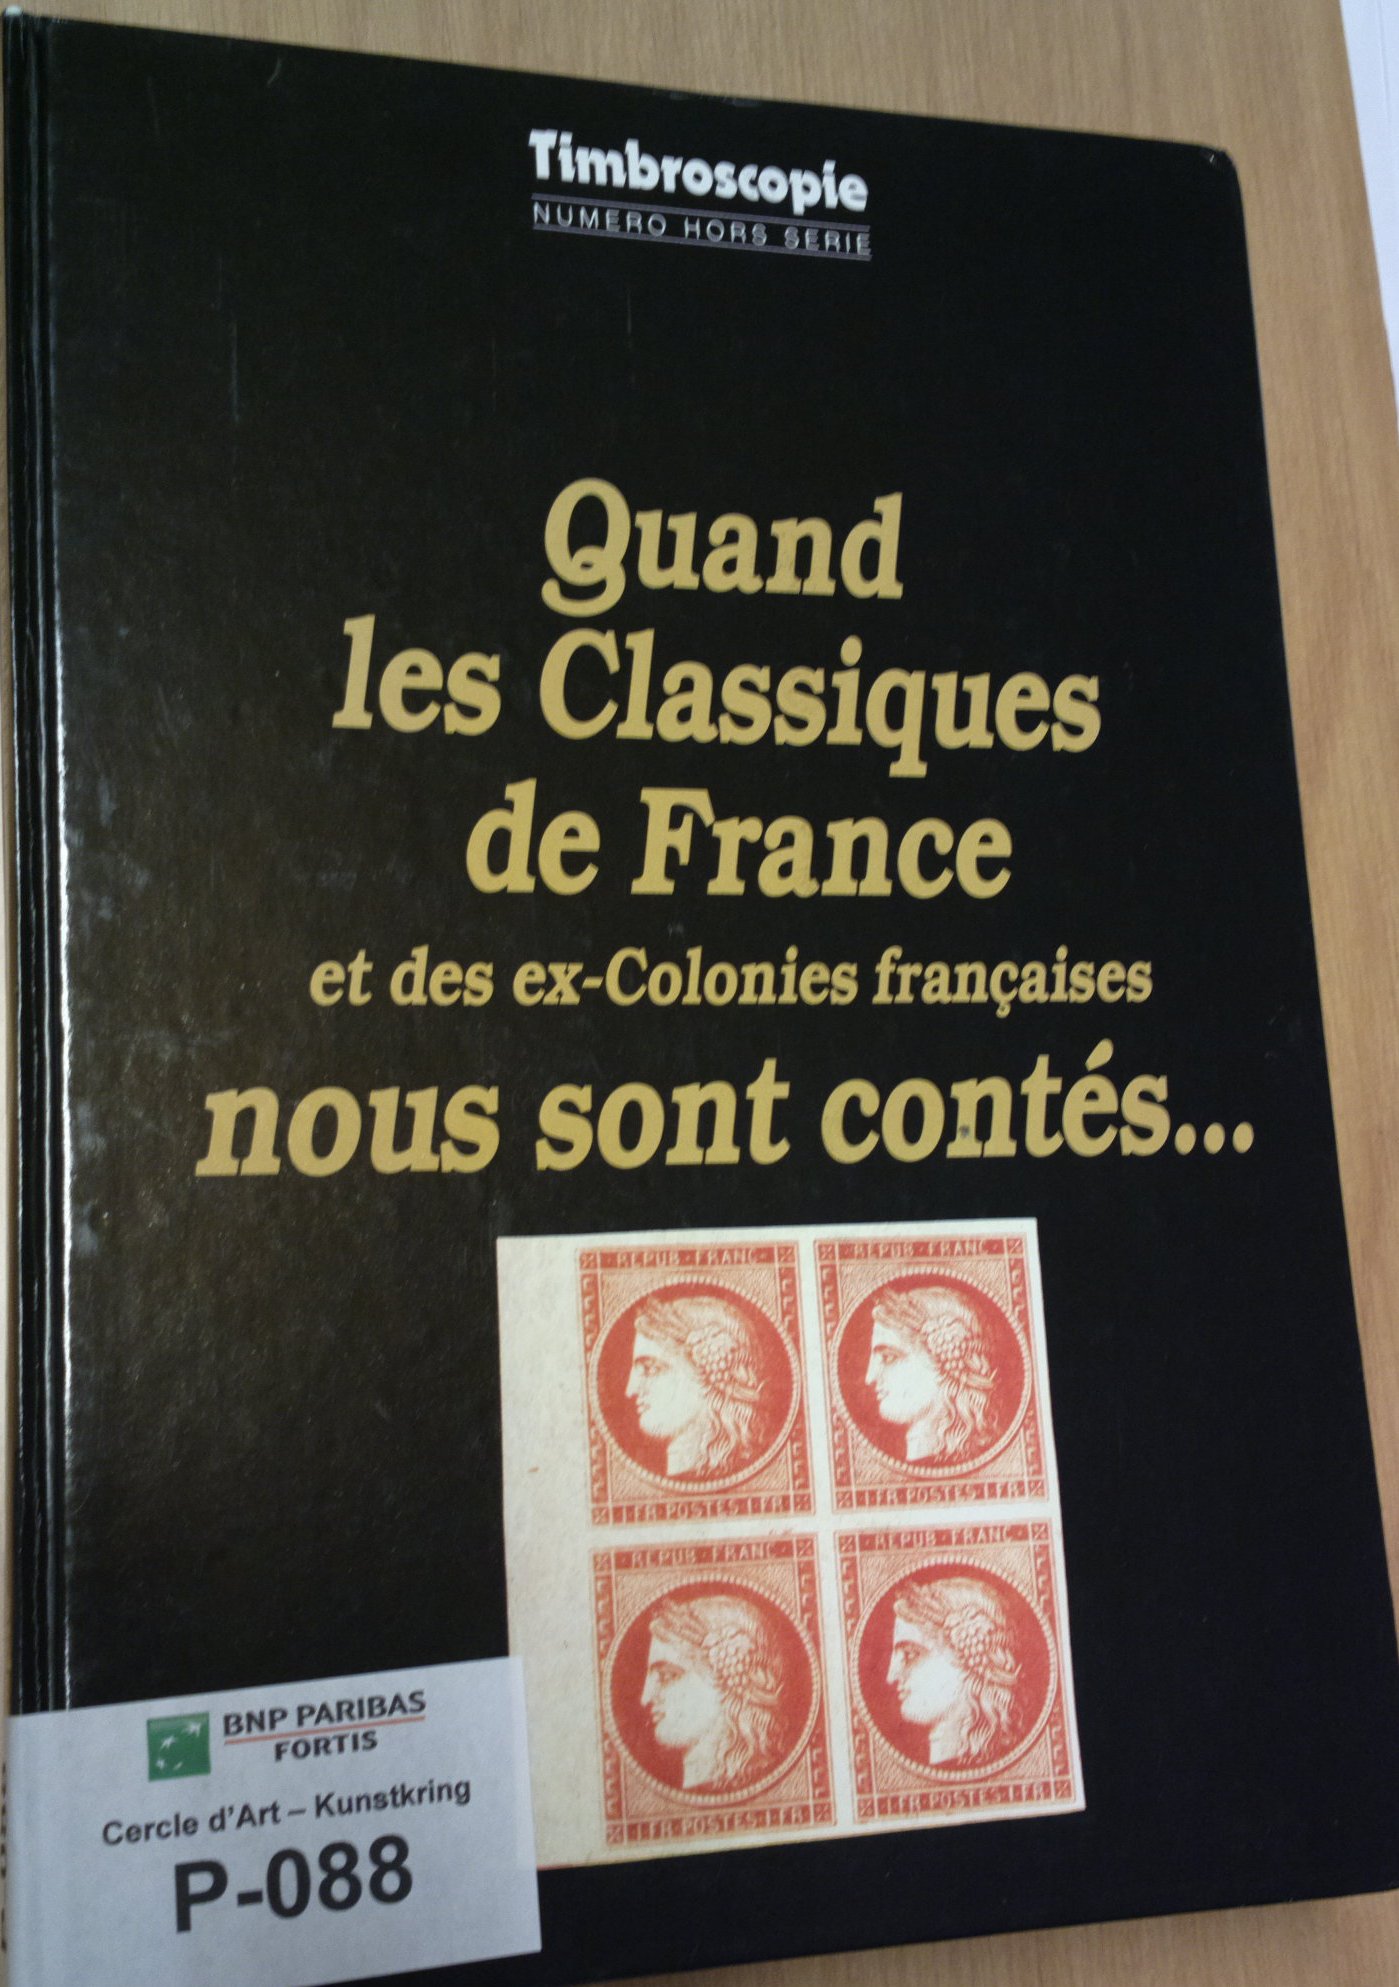 Timbroscopie
NUMERO HORS SERIE
Quand
les Classiques
de France
et des ex-Colonies françaises
nous sont contés...
REPUB · FRANC ·
REPUB · FRANC ·
1 · FR · POSTES · 1 · FR
1 · FR · POSTES · 1 · FR
REPUB · FRANC ·
REPUB · FRANC ·
1 · FR · POSTES · 1 · FR
1 · FR · POSTES · 1 · FR
BNP PARIBAS
FORTIS
Cercle d'Art – Kunstkring
P-088